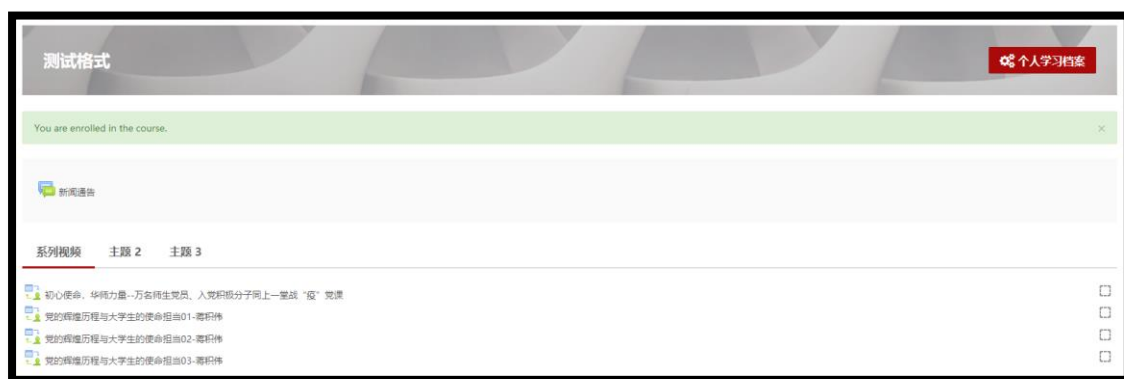 测试格式
个人学习档案
You are enrolled in the course.
×
新闻通告
系列视频 主题 2 主题 3
初心使命、华师力量--万名师生党员、入党积极分子同上一堂战“疫”党课
党的辉煌历程与大学生的使命担当01-蒋积伟
党的辉煌历程与大学生的使命担当02-蒋积伟
党的辉煌历程与大学生的使命担当03-蒋积伟